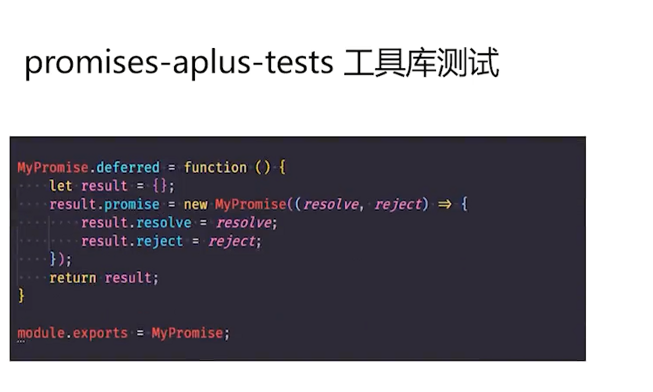 promises-aplus-tests 工具库测试
MyPromise.deferred = function () {
    let result = {};
    result.promise = new MyPromise((resolve, reject) => {
        result.resolve = resolve;
        result.reject = reject;
    });
    return result;
}
module.exports = MyPromise;